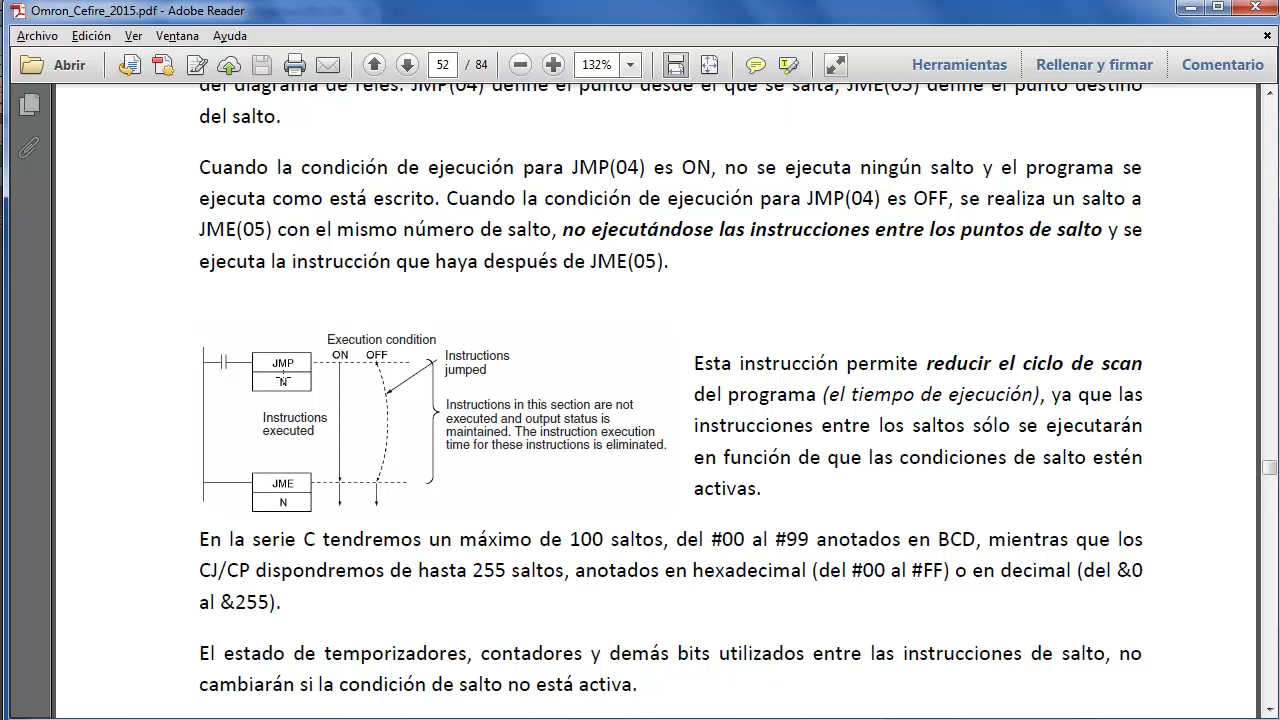 Omron_Cefire_2015.pdf - Adobe Reader
Archivo Edición Ver Ventana Ayuda
Abrir 52 / 84 132% Herramientas Rellenar y firmar Comentario
del diagrama de relés. JMP(04) define el punto desde el que se salta, JME(05) define el punto destino
del salto.
Cuando la condición de ejecución para JMP(04) es ON, no se ejecuta ningún salto y el programa se
ejecuta como está escrito. Cuando la condición de ejecución para JMP(04) es OFF, se realiza un salto a
JME(05) con el mismo número de salto, no ejecutándose las instrucciones entre los puntos de salto y se
ejecuta la instrucción que haya después de JME(05).
Execution condition
ON OFF
JMP
N
Instructions
jumped
Instructions
executed
Instructions in this section are not
executed and output status is
maintained. The instruction execution
time for these instructions is eliminated.
JME
N
Esta instrucción permite reducir el ciclo de scan
del programa (el tiempo de ejecución), ya que las
instrucciones entre los saltos sólo se ejecutarán
en función de que las condiciones de salto estén
activas.
En la serie C tendremos un máximo de 100 saltos, del #00 al #99 anotados en BCD, mientras que los
CJ/CP dispondremos de hasta 255 saltos, anotados en hexadecimal (del #00 al #FF) o en decimal (del &0
al &255).
El estado de temporizadores, contadores y demás bits utilizados entre las instrucciones de salto, no
cambiarán si la condición de salto no está activa.